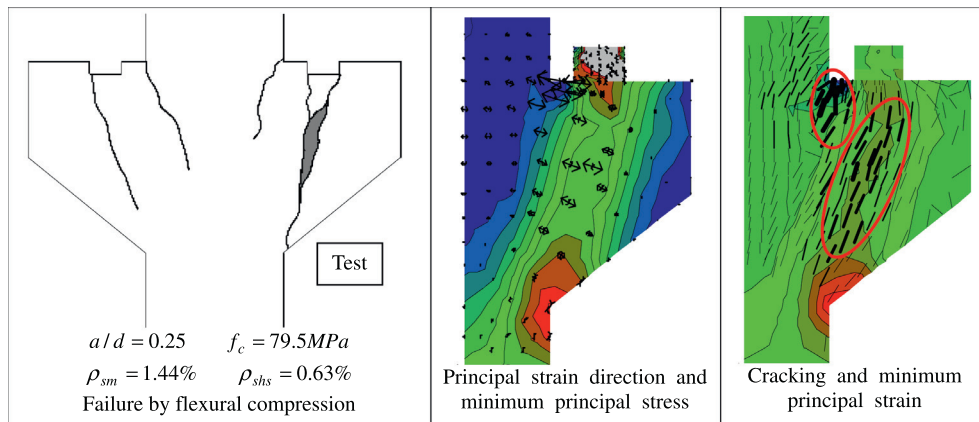 Test
a/d = 0.25 f_c = 79.5MPa
ρ_sm = 1.44% ρ_shs = 0.63%
Failure by flexural compression
Principal strain direction and
minimum principal stress
Cracking and minimum
principal strain